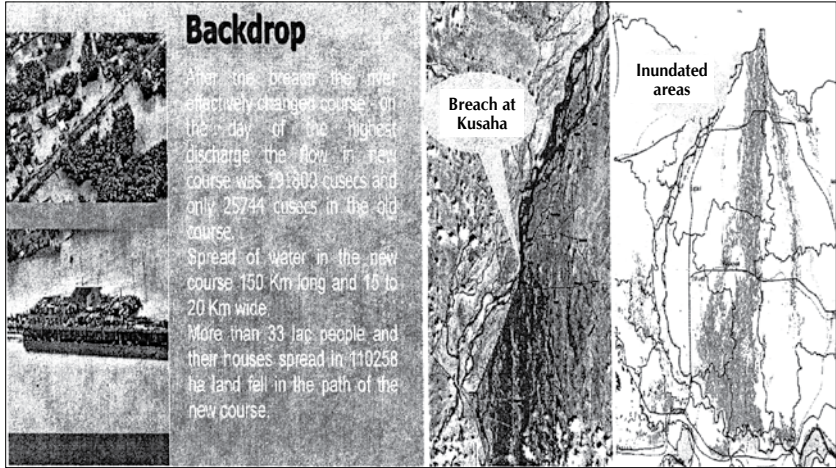 Backdrop
After the breach the river
effectively changed course - on
the day of the highest
discharge the flow in new
course was 191800 cusecs and
only 25744 cusecs in the old
course.
Spread of water in the new
course 150 Km long and 15 to
20 Km wide.
More than 33 lac people and
their houses spread in 110258
ha land fell in the path of the
new course.
Breach at
Kusaha
Inundated
areas